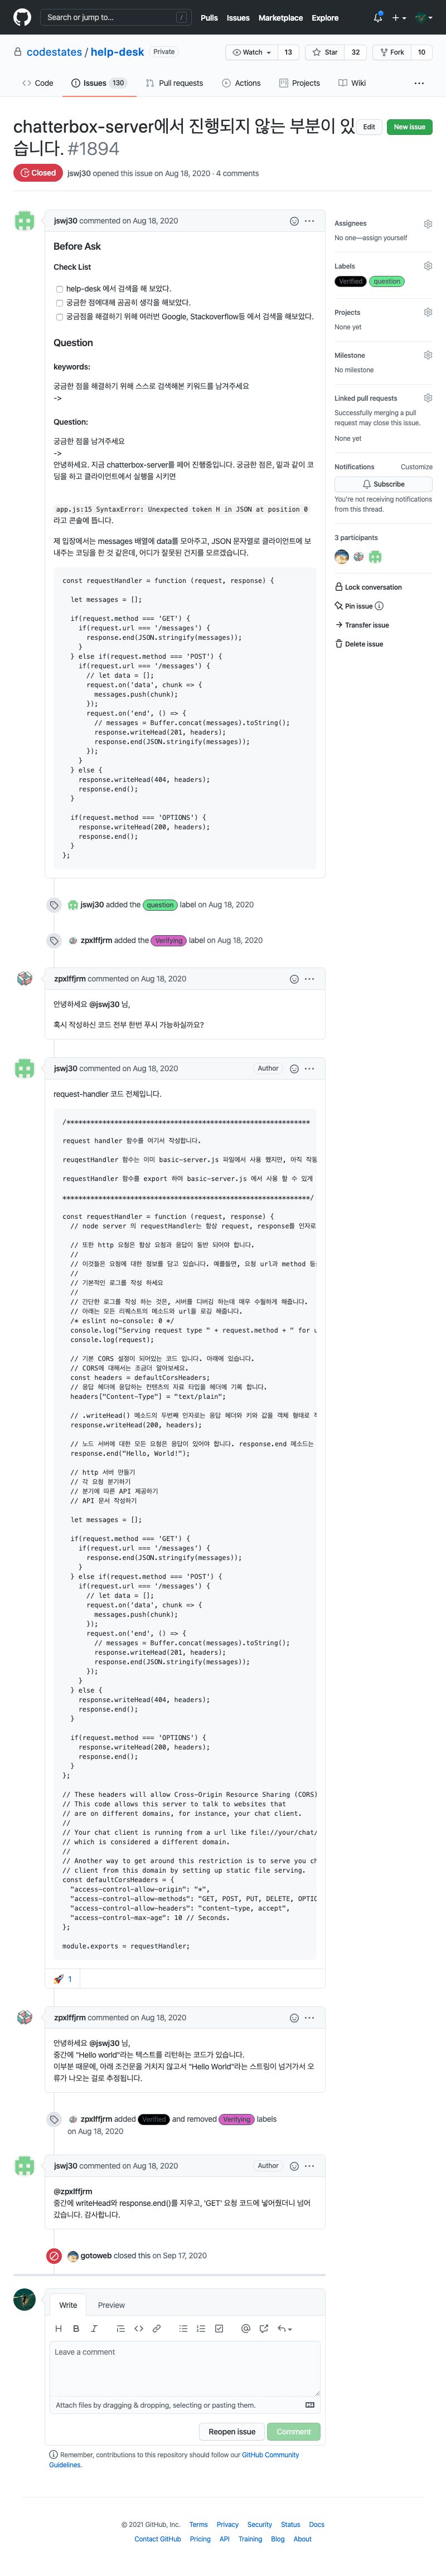 Search or jump to...
/
Pulls Issues Marketplace Explore
codestates / help-desk Private
Watch 13
Star 32
Fork 10
Code
Issues 130
Pull requests
Actions
Projects
Wiki
chatterbox-server에서 진행되지 않는 부분이 있습니다. #1894
Edit
New issue
Closed
jswj30 opened this issue on Aug 18, 2020 · 4 comments
jswj30 commented on Aug 18, 2020
Before Ask
Check List
help-desk 에서 검색을 해 보았다.
궁금한 점에대해 곰곰히 생각을 해보았다.
궁금점을 해결하기 위해 여러번 Google, Stackoverflow등 에서 검색을 해보았다.
Question
keywords:
궁금한 점을 해결하기 위해 스스로 검색해본 키워드를 남겨주세요
->
Question:
궁금한 점을 남겨주세요
->
안녕하세요. 지금 chatterbox-server를 페어 진행중입니다. 궁금한 점은, 밑과 같이 코
딩을 하고 클라이언트에서 실행을 시키면
app.js:15 SyntaxError: Unexpected token H in JSON at position 0
라고 콘솔에 뜹니다.
제 입장에서는 messages 배열에 data를 모아주고, JSON 문자열로 클라이언트에 보
내주는 코딩을 한 것 같은데, 어디가 잘못된 건지를 모르겠습니다.
const requestHandler = function (request, response) {
let messages = [];
if(request.method === 'GET') {
if(request.url === '/messages') {
response.end(JSON.stringify(messages));
}
} else if(request.method === 'POST') {
if(request.url === '/messages') {
// let data = [];
request.on('data', chunk => {
messages.push(chunk);
});
request.on('end', () => {
// messages = Buffer.concat(messages).toString();
response.writeHead(201, headers);
response.end(JSON.stringify(messages));
});
}
} else {
response.writeHead(404, headers);
response.end();
}
if(request.method === 'OPTIONS') {
response.writeHead(200, headers);
response.end();
}
};
jswj30 added the question label on Aug 18, 2020
zpxlffjrm added the Verifying label on Aug 18, 2020
zpxlffjrm commented on Aug 18, 2020
안녕하세요 @jswj30 님,
혹시 작성하신 코드 전부 한번 푸시 가능하실까요?
jswj30 commented on Aug 18, 2020
Author
request-handler 코드 전체입니다.
/*************************************************************
request handler 함수를 여기서 작성합니다.
reuqestHandler 함수는 이미 basic-server.js 파일에서 사용 했지만, 아직 작동
requestHandler 함수를 export 하여 basic-server.js 에서 사용 할 수 있게
**************************************************************/
const requestHandler = function (request, response) {
// node server 의 requestHandler는 항상 request, response를 인자로
// 또한 http 요청은 항상 요청과 응답이 동반 되어야 합니다.
//
// 이것들은 요청에 대한 정보를 담고 있습니다. 예를들면, 요청 url과 method 등
//
// 기본적인 로그를 작성 하세요
//
// 간단한 로그를 작성 하는 것은, 서버를 디버깅 하는데 매우 수월하게 해줍니다.
// 아래는 모든 리퀘스트의 메소드와 url을 로깅 해줍니다.
/* eslint no-console: 0 */
console.log("Serving request type " + request.method + " for u
console.log(request);
// 기본 CORS 설정이 되어있는 코드 입니다. 아래에 있습니다.
// CORS에 대해서는 조금더 알아보세요.
const headers = defaultCorsHeaders;
// 응답 헤더에 응답하는 컨텐츠의 자료 타입을 헤더에 기록 합니다.
headers["Content-Type"] = "text/plain";
// .writeHead() 메소드의 두번째 인자로는 응답 헤더와 키와 값을 객체 형태로
response.writeHead(200, headers);
// 노드 서버에 대한 모든 요청은 응답이 있어야 합니다. response.end 메소드는
response.end("Hello, World!");
// http 서버 만들기
// 각 요청 분기하기
// 분기에 따른 API 제공하기
// API 문서 작성하기
let messages = [];
if(request.method === 'GET') {
if(request.url === '/messages') {
response.end(JSON.stringify(messages));
}
} else if(request.method === 'POST') {
if(request.url === '/messages') {
// let data = [];
request.on('data', chunk => {
messages.push(chunk);
});
request.on('end', () => {
// messages = Buffer.concat(messages).toString();
response.writeHead(201, headers);
response.end(JSON.stringify(messages));
});
}
} else {
response.writeHead(404, headers);
response.end();
}
if(request.method === 'OPTIONS') {
response.writeHead(200, headers);
response.end();
}
};
// These headers will allow Cross-Origin Resource Sharing (CORS)
// This code allows this server to talk to websites that
// are on different domains, for instance, your chat client.
//
// Your chat client is running from a url like file://your/chat/
// which is considered a different domain.
//
// Another way to get around this restriction is to serve you ch
// client from this domain by setting up static file serving.
const defaultCorsHeaders = {
"access-control-allow-origin": "*",
"access-control-allow-methods": "GET, POST, PUT, DELETE, OPTIO
"access-control-allow-headers": "content-type, accept",
"access-control-max-age": 10 // Seconds.
};
module.exports = requestHandler;
🚀 1
zpxlffjrm commented on Aug 18, 2020
안녕하세요 @jswj30 님,
중간에 "Hello world"라는 텍스트를 리턴하는 코드가 있습니다.
이부분 때문에, 아래 조건문을 거치지 않고서 "Hello World"라는 스트링이 넘겨가서 오
류가 나오는 걸로 추정됩니다.
zpxlffjrm added Verified and removed Verifying labels
on Aug 18, 2020
jswj30 commented on Aug 18, 2020
Author
@zpxlffjrm
중간에 writeHead와 response.end()를 지우고, 'GET' 요청 코드에 넣어줬더니 넘어
갔습니다. 감사합니다.
gotoweb closed this on Sep 17, 2020
Write
Preview
Leave a comment
Attach files by dragging & dropping, selecting or pasting them.
Reopen issue
Comment
Remember, contributions to this repository should follow our GitHub Community
Guidelines.
Assignees
No one—assign yourself
Labels
Verified question
Projects
None yet
Milestone
No milestone
Linked pull requests
Successfully merging a pull
request may close this issue.
None yet
Notifications
Customize
Subscribe
You're not receiving notifications
from this thread.
3 participants
Lock conversation
Pin issue
Transfer issue
Delete issue
© 2021 GitHub, Inc. Terms Privacy Security Status Docs
Contact GitHub Pricing API Training Blog About